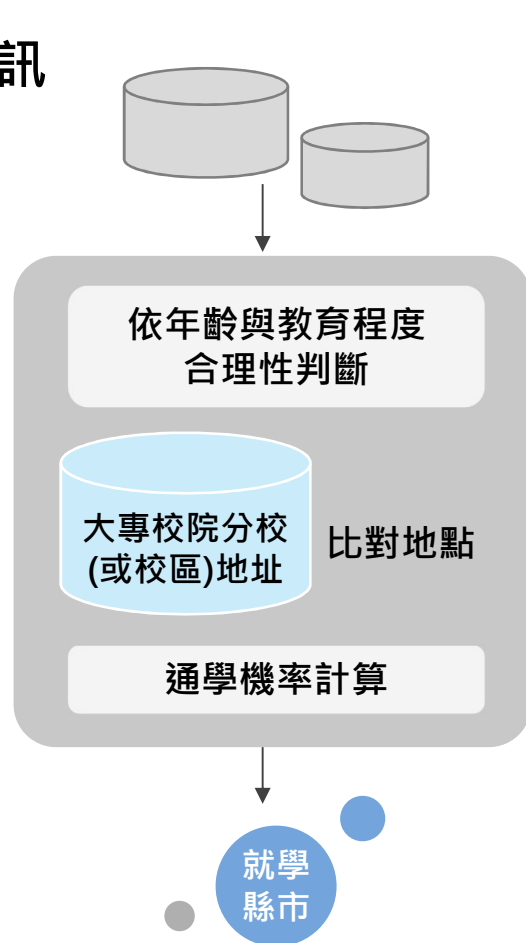 訊
依年齡與教育程度
合理性判斷
大專校院分校
(或校區)地址
比對地點
通學機率計算
就學
縣市